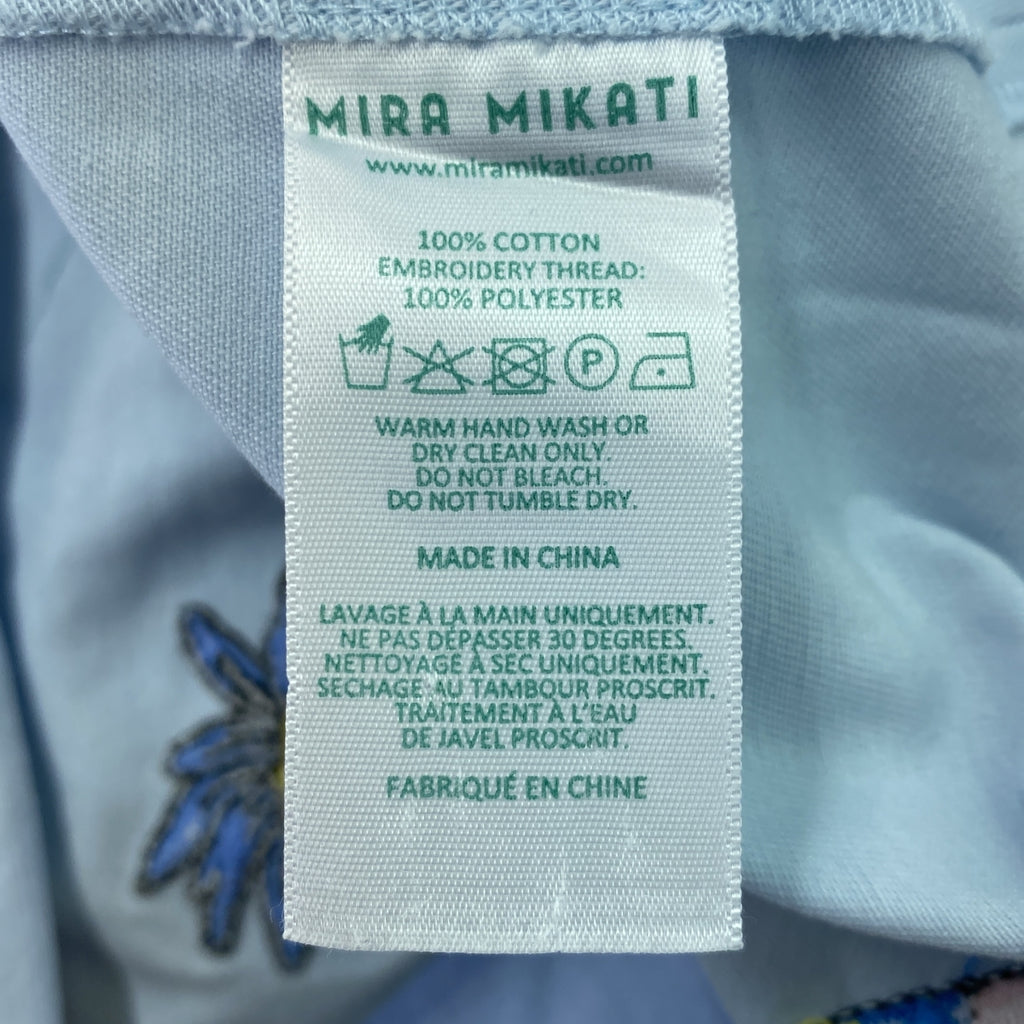 MIRA MIKATI
www.miramikati.com
100% COTTON
EMBROIDERY THREAD:
100% POLYESTER
P
WARM HAND WASH OR
DRY CLEAN ONLY.
DO NOT BLEACH.
DO NOT TUMBLE DRY.
MADE IN CHINA
LAVAGE À LA MAIN UNIQUEMENT.
NE PAS DÉPASSER 30 DEGREES.
NETTOYAGE À SEC UNIQUEMENT.
SECHAGE AU TAMBOUR PROSCRIT.
TRAITEMENT À L'EAU
DE JAVEL PROSCRIT.
FABRIQUÉ EN CHINE